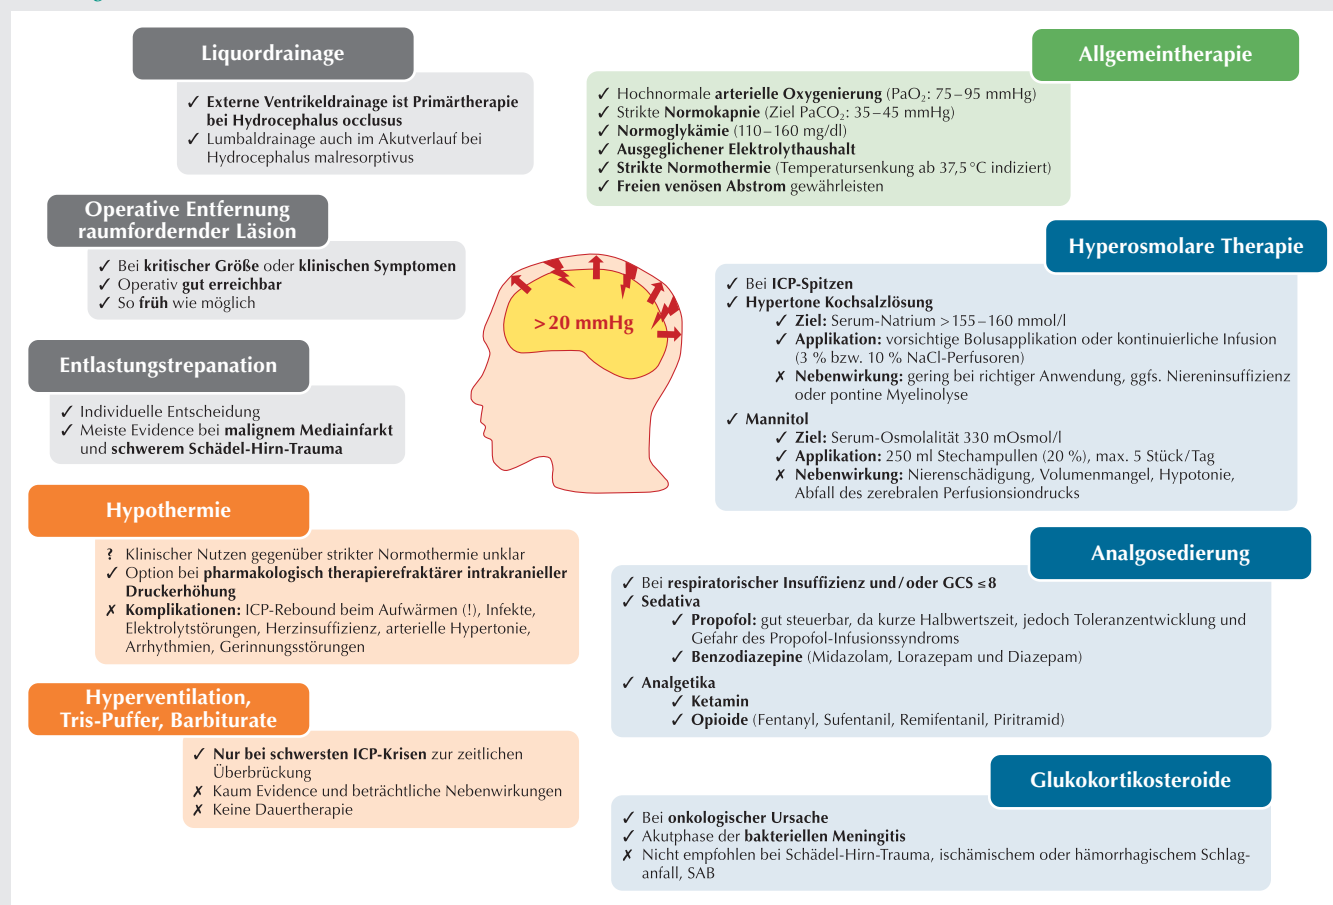 Liquordrainage
✓ Externe Ventrikeldrainage ist Primärtherapie
bei Hydrocephalus occlusus
✓ Lumbaldrainage auch im Akutverlauf bei
Hydrocephalus malresorptivus
Operative Entfernung
raumfordernder Läsion
✓ Bei kritischer Größe oder klinischen Symptomen
✓ Operativ gut erreichbar
✓ So früh wie möglich
Entlastungstrepanation
✓ Individuelle Entscheidung
✓ Meiste Evidence bei malignem Mediainfarkt
und schwerem Schädel-Hirn-Trauma
Hypothermie
? Klinischer Nutzen gegenüber strikter Normothermie unklar
✓ Option bei pharmakologisch therapierefraktärer intrakranieller
Druckerhöhung
✗ Komplikationen: ICP-Rebound beim Aufwärmen (!), Infekte,
Elektrolytstörungen, Herzinsuffizienz, arterielle Hypertonie,
Arrhythmien, Gerinnungsstörungen
Hyperventilation,
Tris-Puffer, Barbiturate
✓ Nur bei schwersten ICP-Krisen zur zeitlichen
Überbrückung
✗ Kaum Evidence und beträchtliche Nebenwirkungen
✗ Keine Dauertherapie
>20 mmHg
Allgemeintherapie
✓ Hochnormale arterielle Oxygenierung (PaO₂: 75–95 mmHg)
✓ Strikte Normokapnie (Ziel PaCO₂: 35–45 mmHg)
✓ Normoglykämie (110–160 mg/dl)
✓ Ausgeglichener Elektrolythaushalt
✓ Strikte Normothermie (Temperatursenkung ab 37,5 °C indiziert)
✓ Freien venösen Abstrom gewährleisten
Hyperosmolare Therapie
✓ Bei ICP-Spitzen
✓ Hypertone Kochsalzlösung
✓ Ziel: Serum-Natrium >155–160 mmol/l
✓ Applikation: vorsichtige Bolusapplikation oder kontinuierliche Infusion
(3 % bzw. 10 % NaCl-Perfusoren)
✗ Nebenwirkung: gering bei richtiger Anwendung, ggfs. Niereninsuffizienz
oder pontine Myelinolyse
✓ Mannitol
✓ Ziel: Serum-Osmolalität 330 mOsmol/l
✓ Applikation: 250 ml Stechampullen (20 %), max. 5 Stück/Tag
✗ Nebenwirkung: Nierenschädigung, Volumenmangel, Hypotonie,
Abfall des zerebralen Perfusionsiondrucks
Analgosedierung
✓ Bei respiratorischer Insuffizienz und/oder GCS ≤8
✓ Sedativa
✓ Propofol: gut steuerbar, da kurze Halbwertszeit, jedoch Toleranzentwicklung und
Gefahr des Propofol-Infusionssyndroms
✓ Benzodiazepine (Midazolam, Lorazepam und Diazepam)
✓ Analgetika
✓ Ketamin
✓ Opioide (Fentanyl, Sufentanil, Remifentanil, Piritramid)
Glukokortikosteroide
✓ Bei onkologischer Ursache
✓ Akutphase der bakteriellen Meningitis
✗ Nicht empfohlen bei Schädel-Hirn-Trauma, ischämischem oder hämorrhagischem Schlag-
anfall, SAB